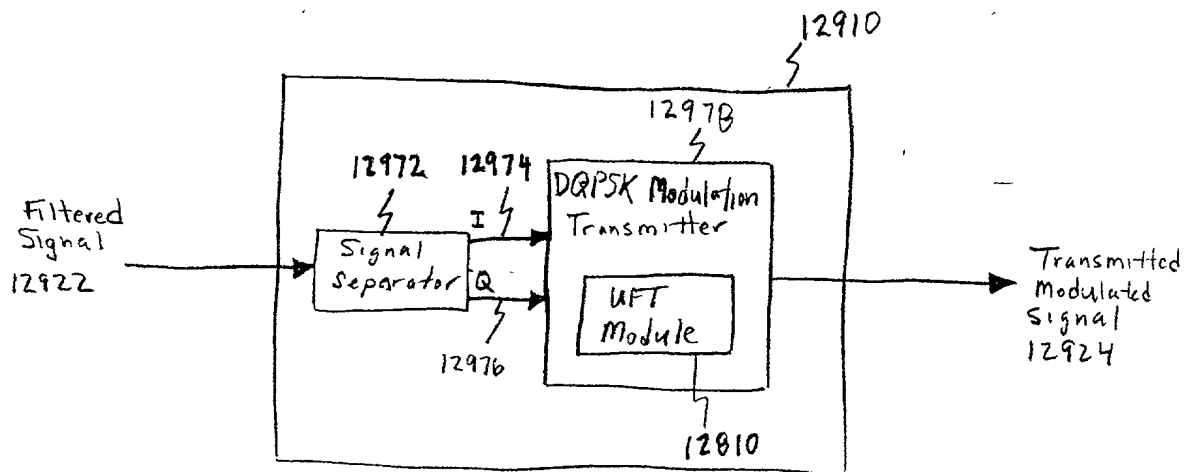 12910
12978
12972
12974
DQPSK Modulation
Transmitter
Filtered
Signal
12922
I
Signal
Separator
Q
UFT
Module
12976
12810
Transmitted
Modulated
Signal
12924